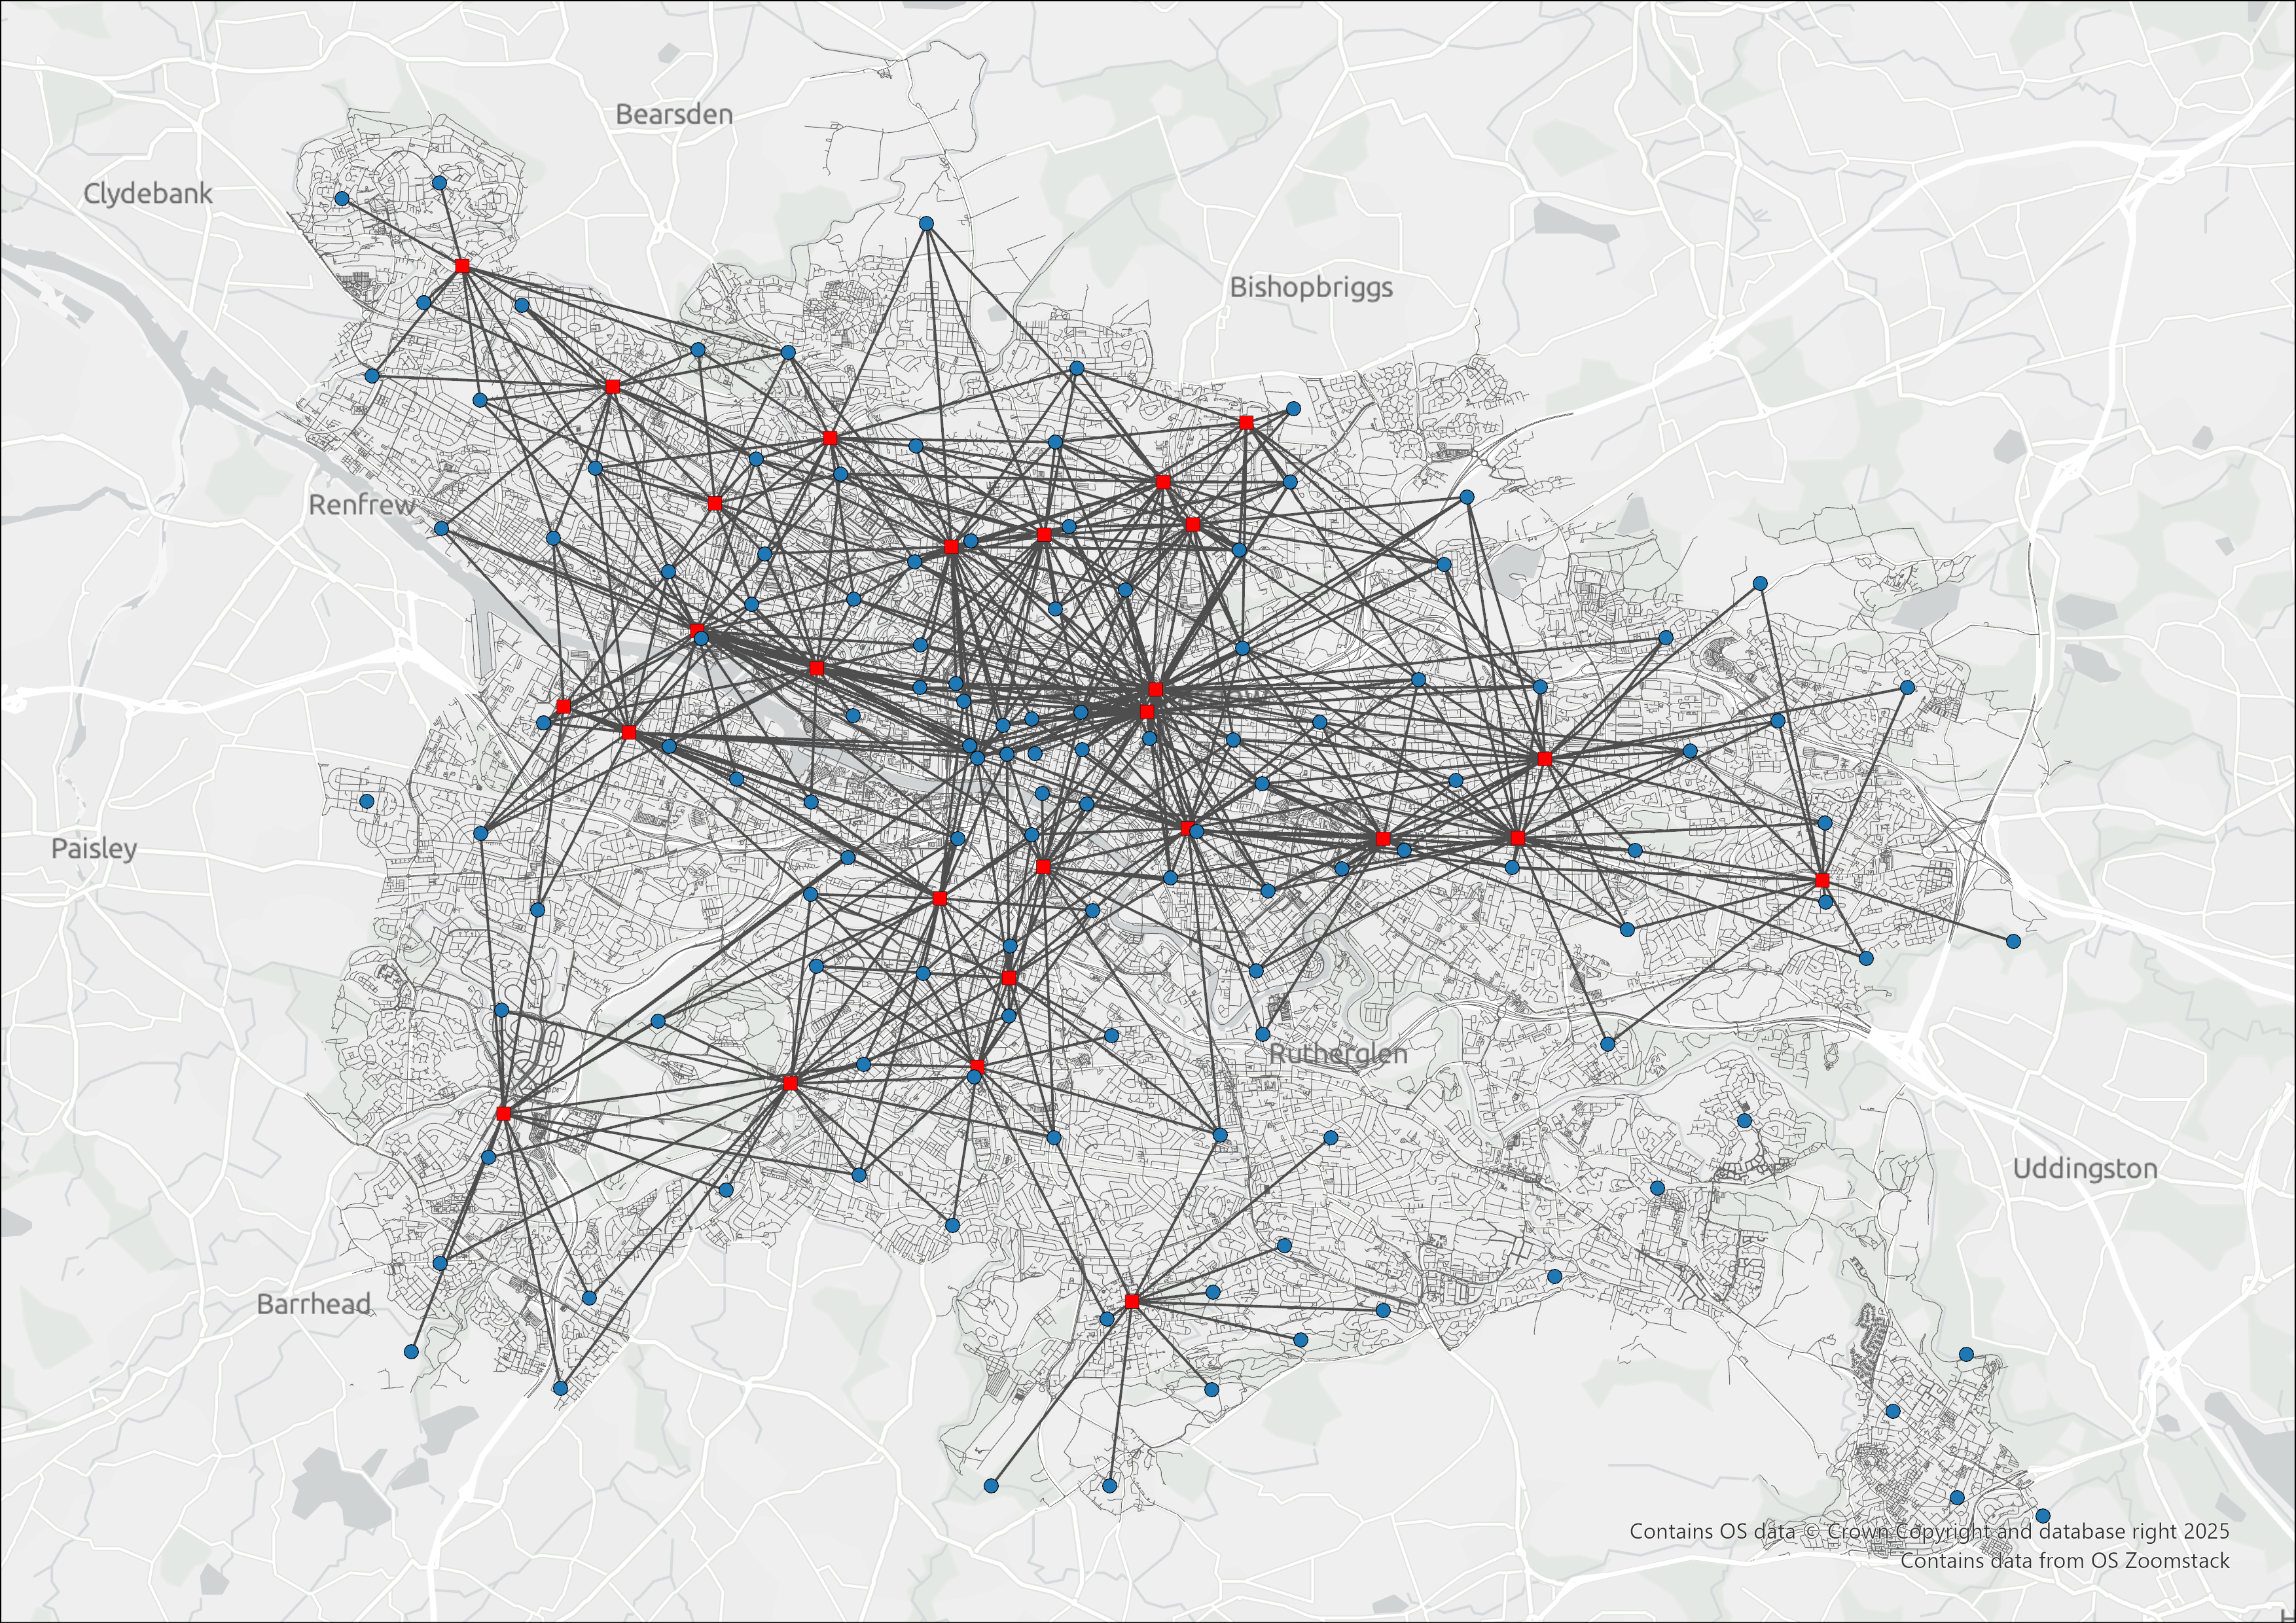 Bearsden
Clydebank
Bishopbriggs
Renfrew
Paisley
Rutherglen
Uddingston
Barrhead
Contains OS data © Crown Copyright and database right 2025
Contains data from OS Zoomstack